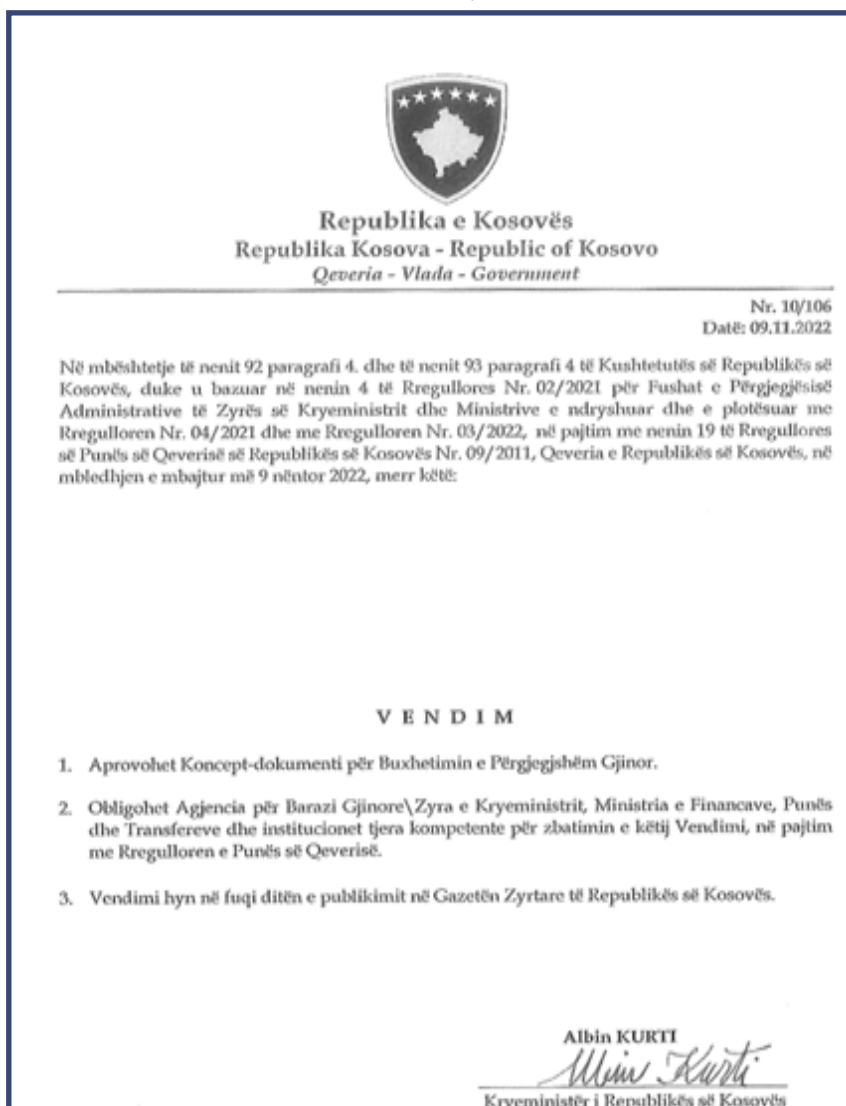 Republika e Kosovës
Republika Kosova - Republic of Kosovo
Qeveria - Vlada - Government
Nr. 10/106
Datë: 09.11.2022
Në mbështetje të nenit 92 paragrafi 4. dhe të nenit 93 paragrafi 4 të Kushtetutës së Republikës së
Kosovës, duke u bazuar në nenin 4 të Rregullores Nr. 02/2021 për Fushat e Përgjegjësisë
Administrative të Zyrës së Kryeministrit dhe Ministrive e ndryshuar dhe e plotësuar me
Rregulloren Nr. 04/2021 dhe me Rregulloren Nr. 03/2022, në pajtim me nenin 19 të Rregullores
së Punës së Qeverisë së Republikës së Kosovës Nr. 09/2011, Qeveria e Republikës së Kosovës, në
mbledhjen e mbajtur më 9 nëntor 2022, merr këtë:
V E N D I M
1. Aprovohet Koncept-dokumenti për Buxhetimin e Përgjegjshëm Gjinor.
2. Obligohet Agjencia për Barazi Gjinore\Zyra e Kryeministrit, Ministria e Financave, Punës
dhe Transfereve dhe institucionet tjera kompetente për zbatimin e këtij Vendimi, në pajtim
me Rregulloren e Punës së Qeverisë.
3. Vendimi hyn në fuqi ditën e publikimit në Gazetën Zyrtare të Republikës së Kosovës.
Albin KURTI
Albin Kurti
Kryeministër i Republikës së Kosovës